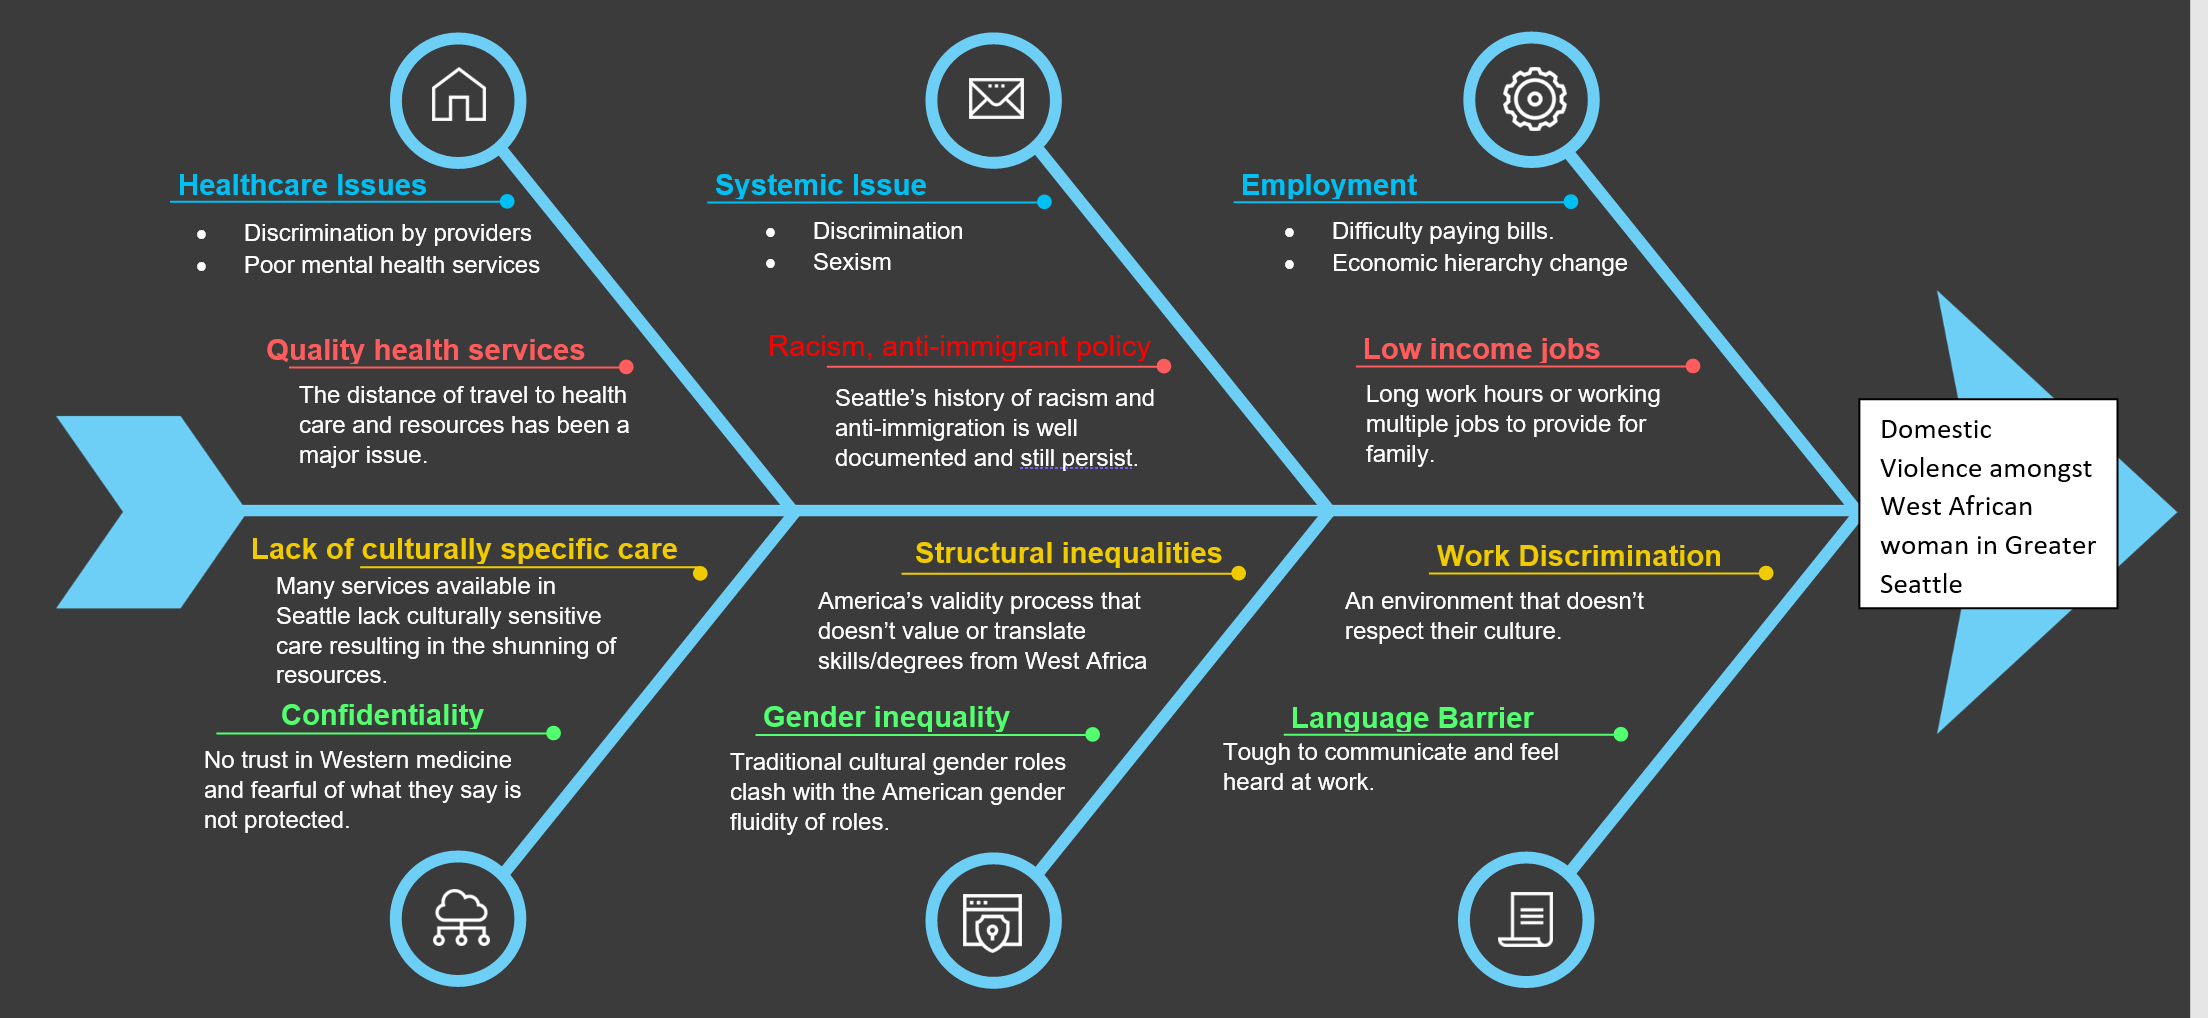 Healthcare Issues
• Discrimination by providers
• Poor mental health services
Quality health services
The distance of travel to health
care and resources has been a
major issue.
Systemic Issue
• Discrimination
• Sexism
Racism, anti-immigrant policy
Seattle’s history of racism and
anti-immigration is well
documented and still persist.
Employment
• Difficulty paying bills.
• Economic hierarchy change
Low income jobs
Long work hours or working
multiple jobs to provide for
family.
Domestic
Violence amongst
West African
woman in Greater
Seattle
Lack of culturally specific care
Many services available in
Seattle lack culturally sensitive
care resulting in the shunning of
resources.
Confidentiality
No trust in Western medicine
and fearful of what they say is
not protected.
Structural inequalities
America’s validity process that
doesn’t value or translate
skills/degrees from West Africa
Gender inequality
Traditional cultural gender roles
clash with the American gender
fluidity of roles.
Work Discrimination
An environment that doesn’t
respect their culture.
Language Barrier
Tough to communicate and feel
heard at work.